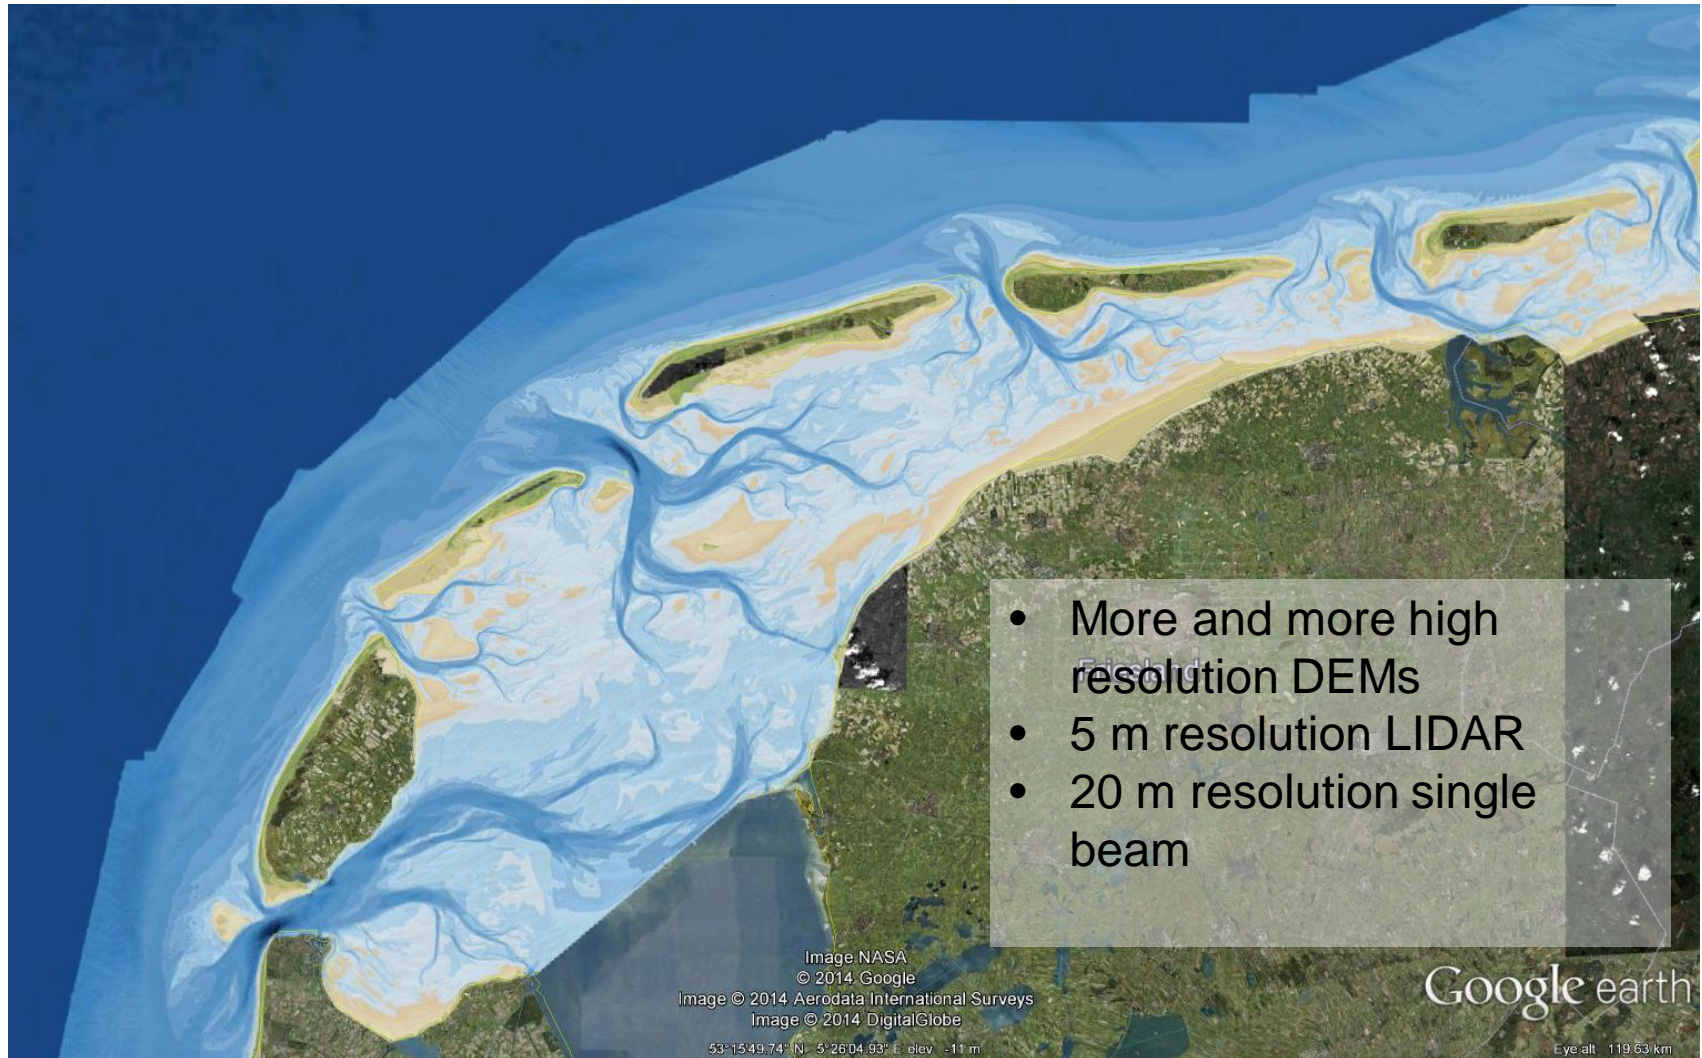 • More and more high
resolution DEMs
• 5 m resolution LIDAR
• 20 m resolution single
beam
Friesland
Image NASA
© 2014 Google
Image © 2014 Aerodata International Surveys
Image © 2014 DigitalGlobe
53°15'49.74" N 5°26'04.93" E elev -11 m
Google earth
Eye alt 119.63 km